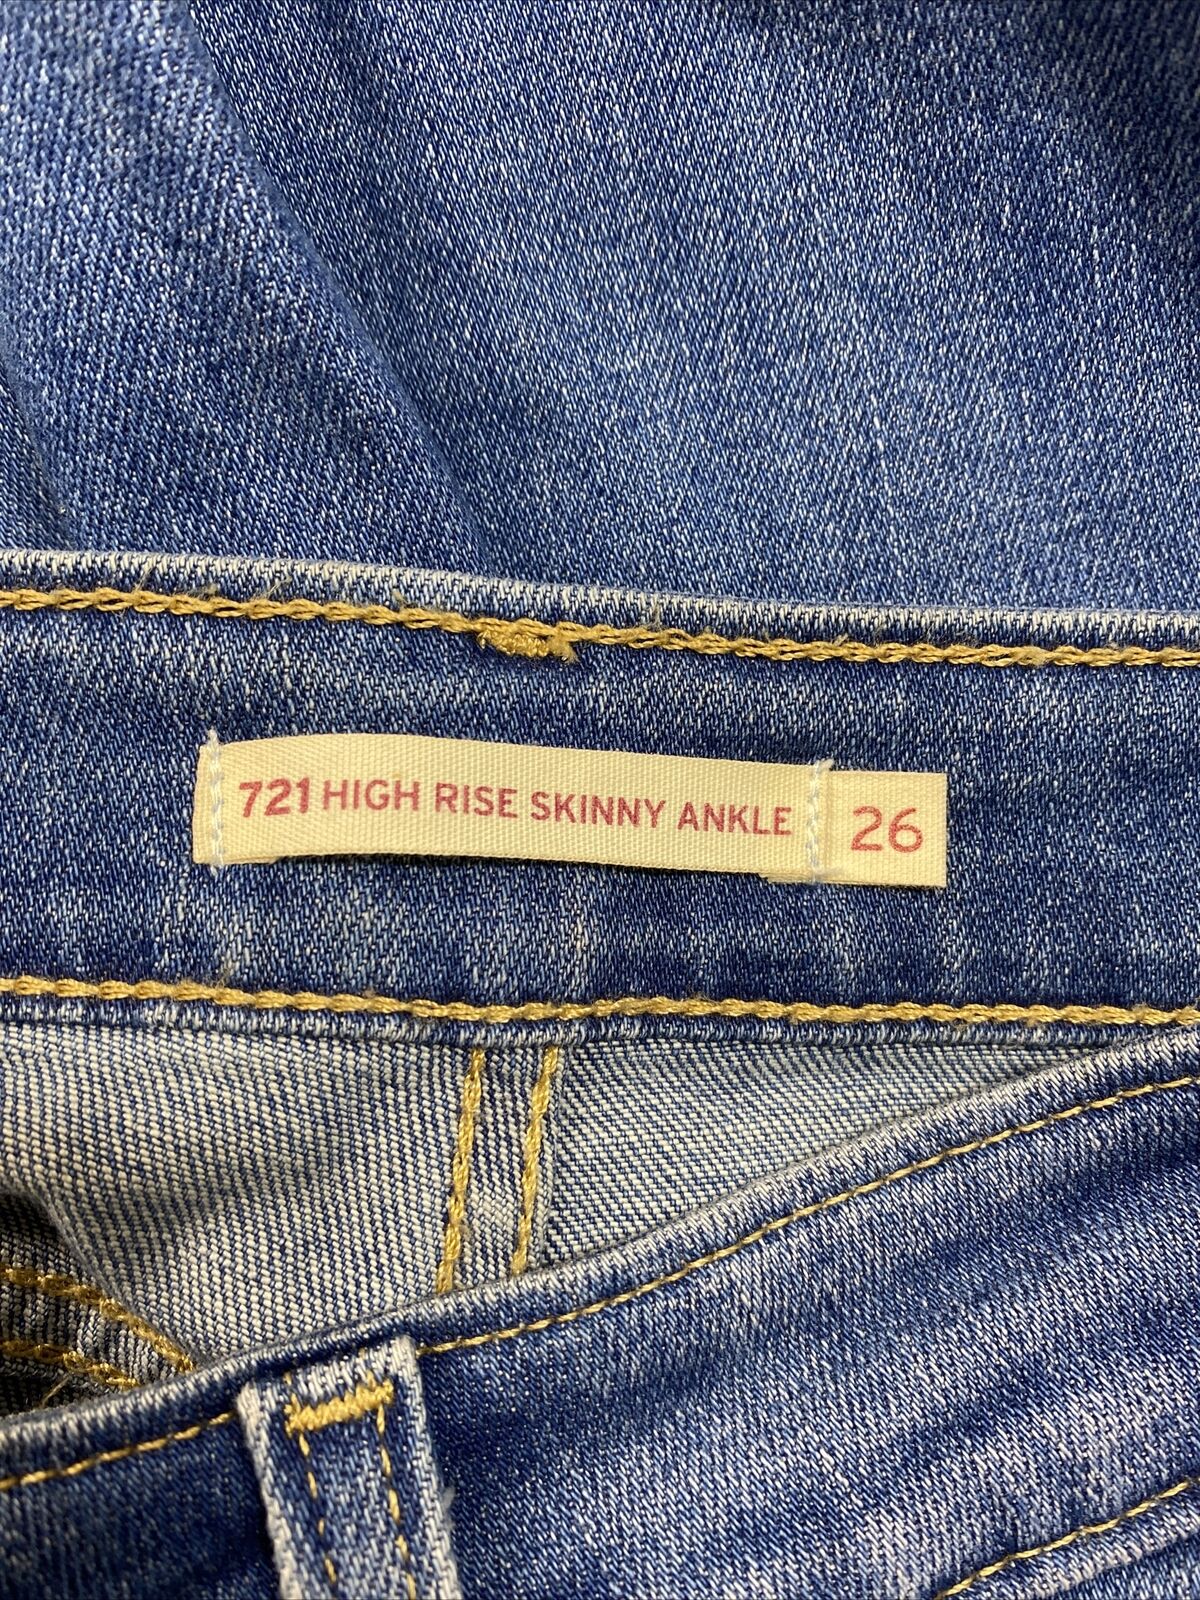 721 HIGH RISE SKINNY ANKLE 26